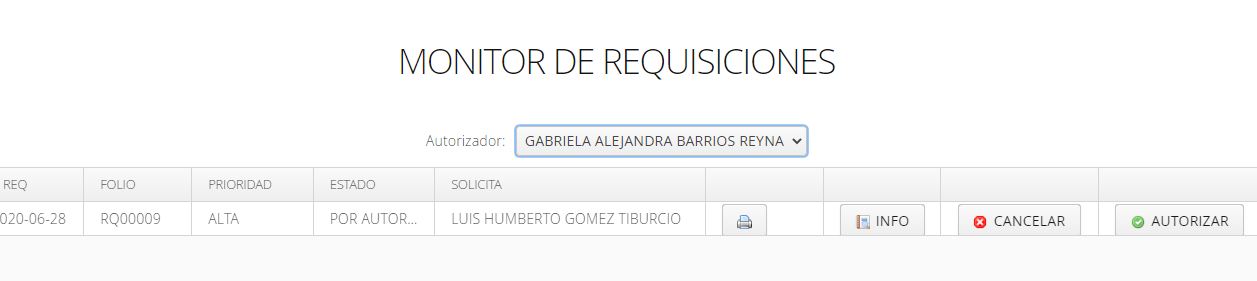 MONITOR DE REQUISICIONES
Autorizador: GABRIELA ALEJANDRA BARRIOS REYNA
REQ FOLIO PRIORIDAD ESTADO SOLICITA
020-06-28 RQ00009 ALTA POR AUTOR... LUIS HUMBERTO GOMEZ TIBURCIO INFO CANCELAR AUTORIZAR